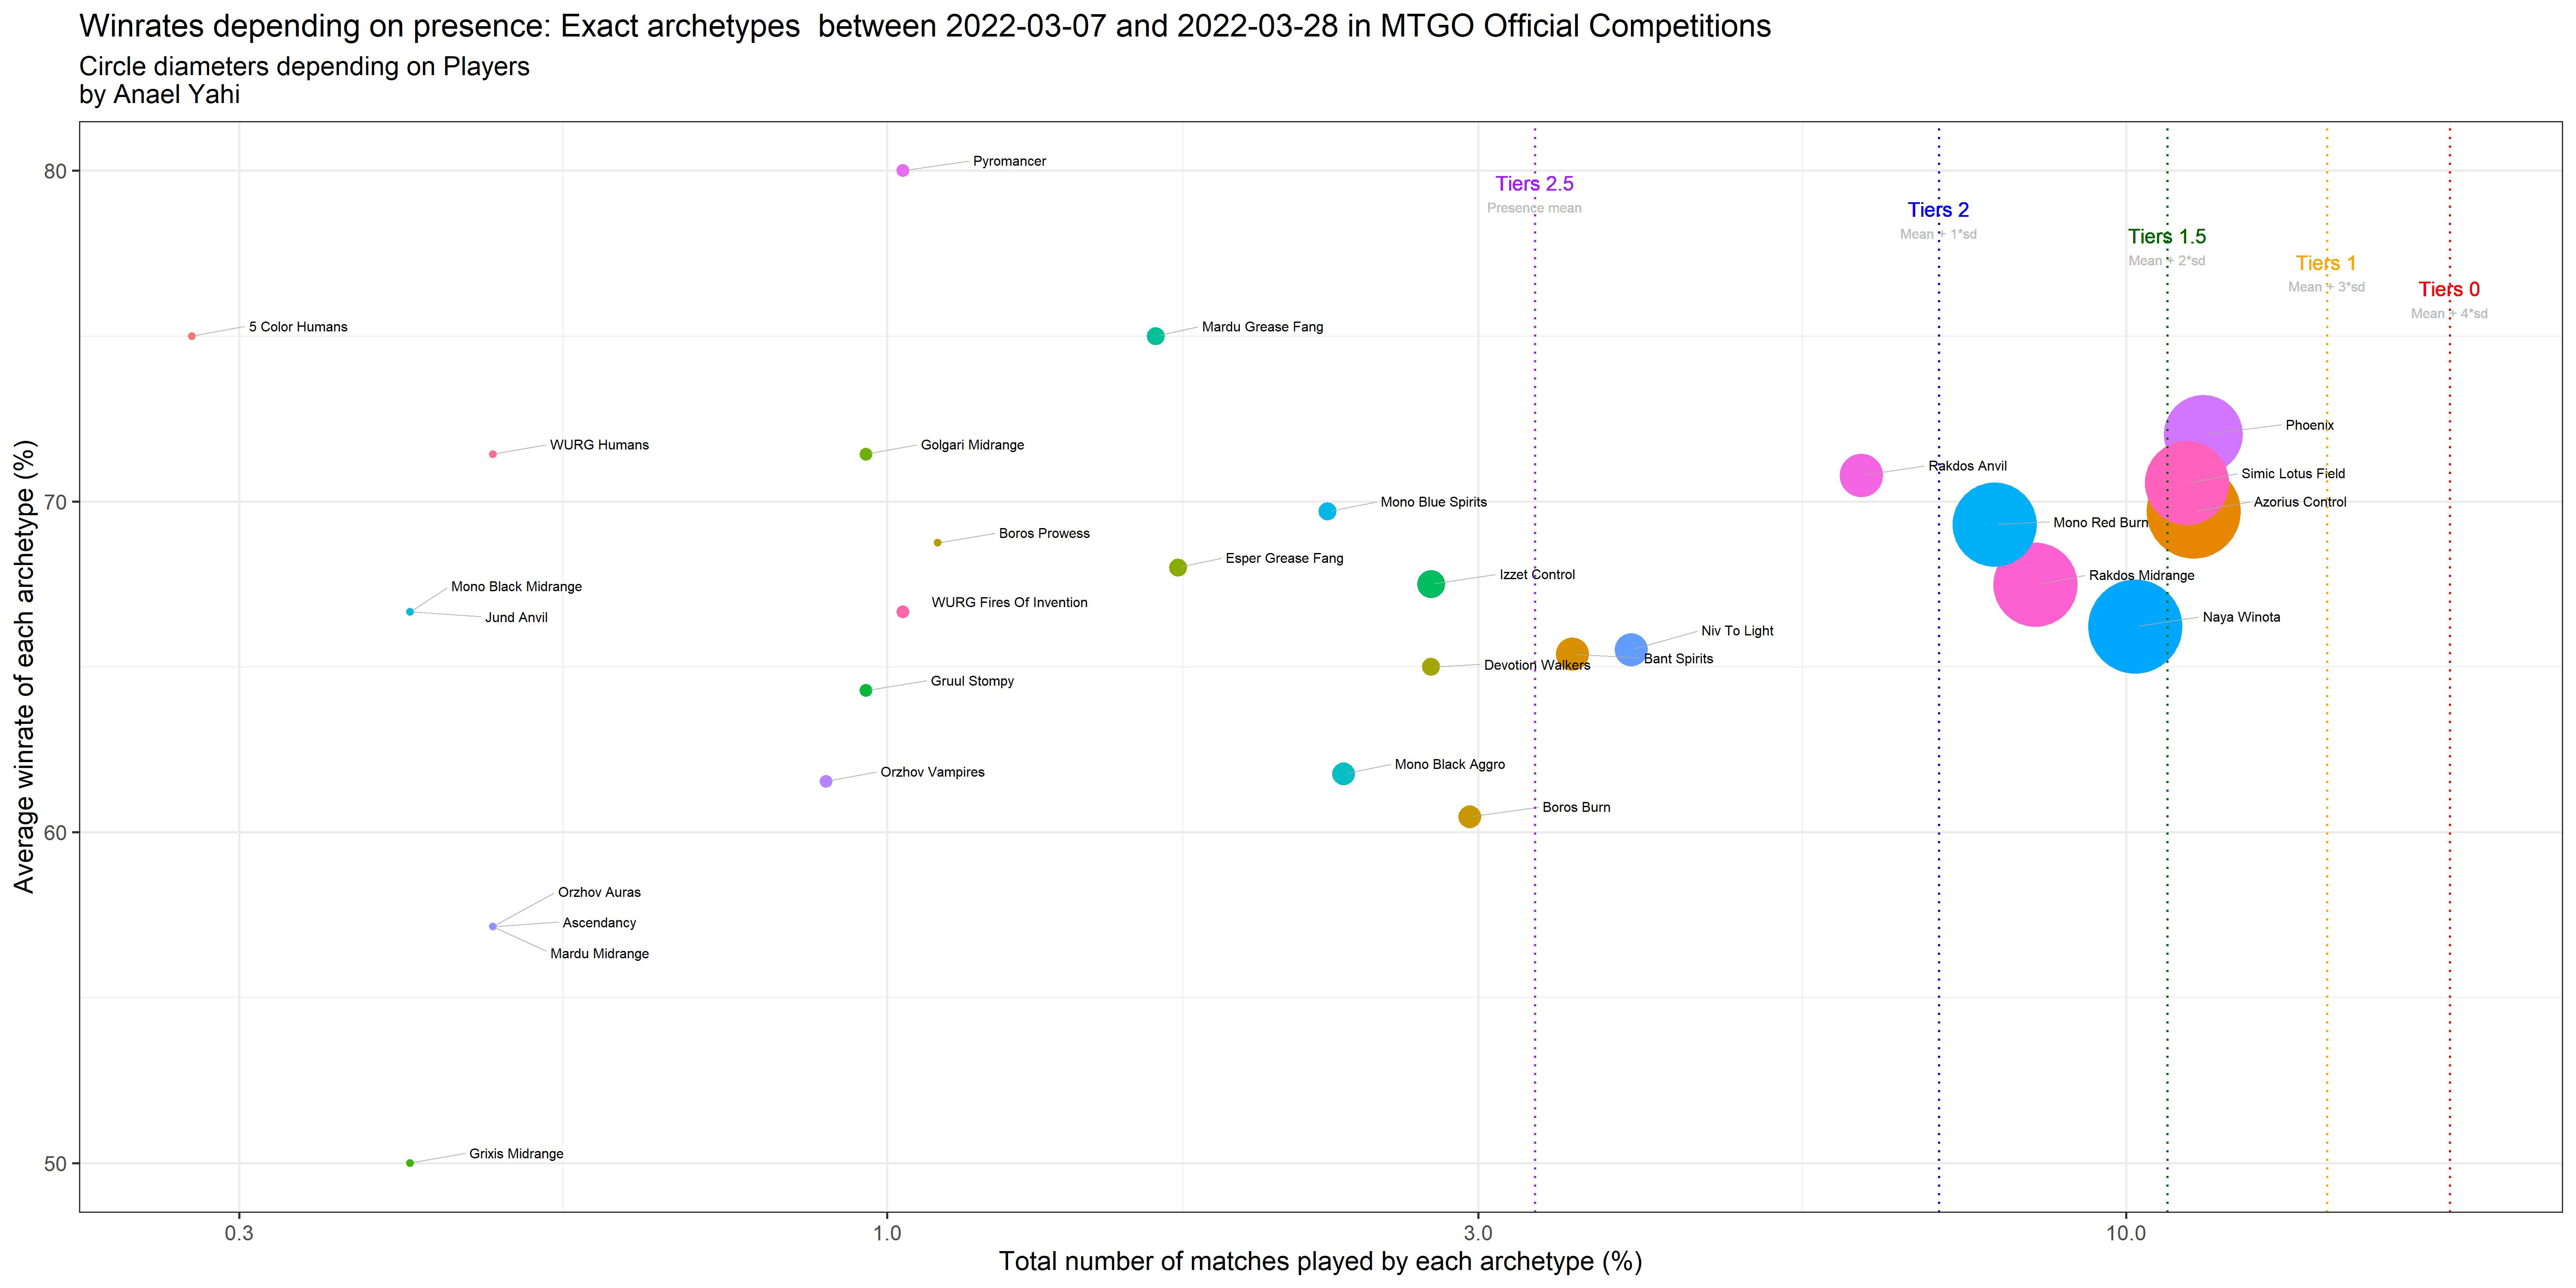 Winrates depending on presence: Exact archetypes  between 2022-03-07 and 2022-03-28 in MTGO Official Competitions
Circle diameters depending on Players
by Anael Yahi
Average winrate of each archetype (%)
80
70
60
50
Pyromancer
Tiers 2.5
Presence mean
Tiers 2
Mean + 1*sd
Tiers 1.5
Mean + 2*sd
Tiers 1
Mean + 3*sd
Tiers 0
Mean + 4*sd
5 Color Humans
Mardu Grease Fang
Phoenix
WURG Humans
Golgari Midrange
Rakdos Anvil
Simic Lotus Field
Mono Blue Spirits
Azorius Control
Mono Red Burn
Boros Prowess
Esper Grease Fang
Izzet Control
Rakdos Midrange
Mono Black Midrange
Jund Anvil
WURG Fires Of Invention
Naya Winota
Niv To Light
Bant Spirits
Devotion Walkers
Gruul Stompy
Orzhov Vampires
Mono Black Aggro
Boros Burn
Orzhov Auras
Ascendancy
Mardu Midrange
Grixis Midrange
0.3
1.0
3.0
10.0
Total number of matches played by each archetype (%)